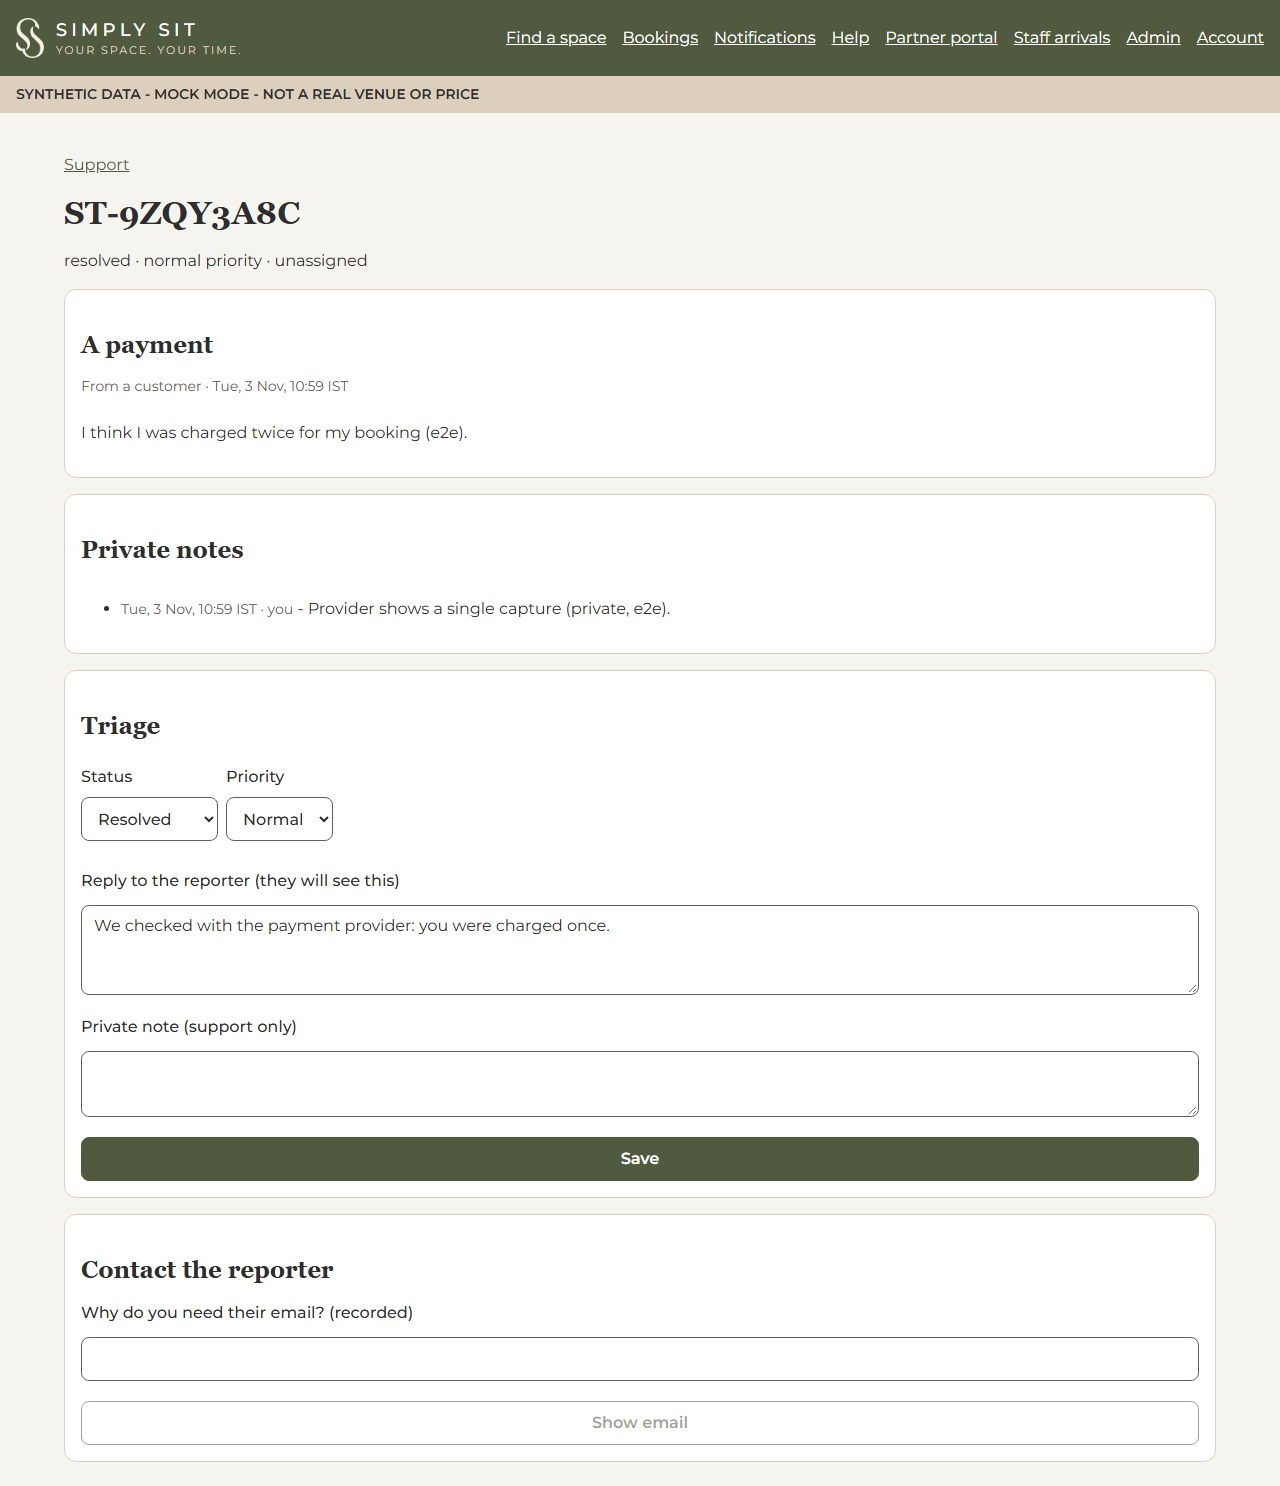 SIMPLY SIT
YOUR SPACE. YOUR TIME.
Find a space Bookings Notifications Help Partner portal Staff arrivals Admin Account
SYNTHETIC DATA - MOCK MODE - NOT A REAL VENUE OR PRICE
Support
ST-9ZQY3A8C
resolved · normal priority · unassigned
A payment
From a customer · Tue, 3 Nov, 10:59 IST
I think I was charged twice for my booking (e2e).
Private notes
• Tue, 3 Nov, 10:59 IST · you - Provider shows a single capture (private, e2e).
Triage
Status Priority
Resolved Normal
Reply to the reporter (they will see this)
We checked with the payment provider: you were charged once.
Private note (support only)
Save
Contact the reporter
Why do you need their email? (recorded)
Show email